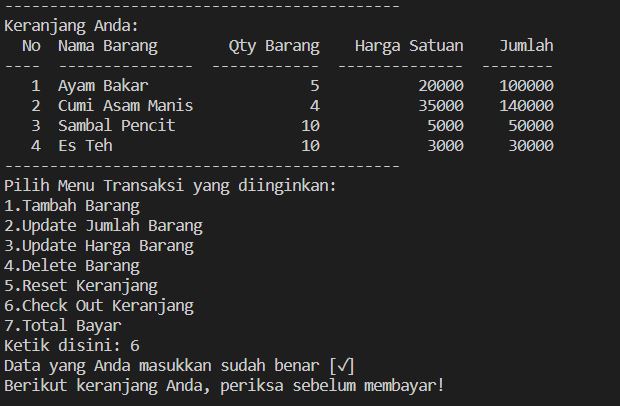 --------------------------------------------
Keranjang Anda:
  No  Nama Barang        Qty Barang    Harga Satuan    Jumlah
----  ---------------  ------------  --------------  --------
   1  Ayam Bakar                  5           20000    100000
   2  Cumi Asam Manis             4           35000    140000
   3  Sambal Pencit              10            5000     50000
   4  Es Teh                     10            3000     30000
--------------------------------------------
Pilih Menu Transaksi yang diinginkan:
1.Tambah Barang
2.Update Jumlah Barang
3.Update Harga Barang
4.Delete Barang
5.Reset Keranjang
6.Check Out Keranjang
7.Total Bayar
Ketik disini: 6
Data yang Anda masukkan sudah benar [√]
Berikut keranjang Anda, periksa sebelum membayar!